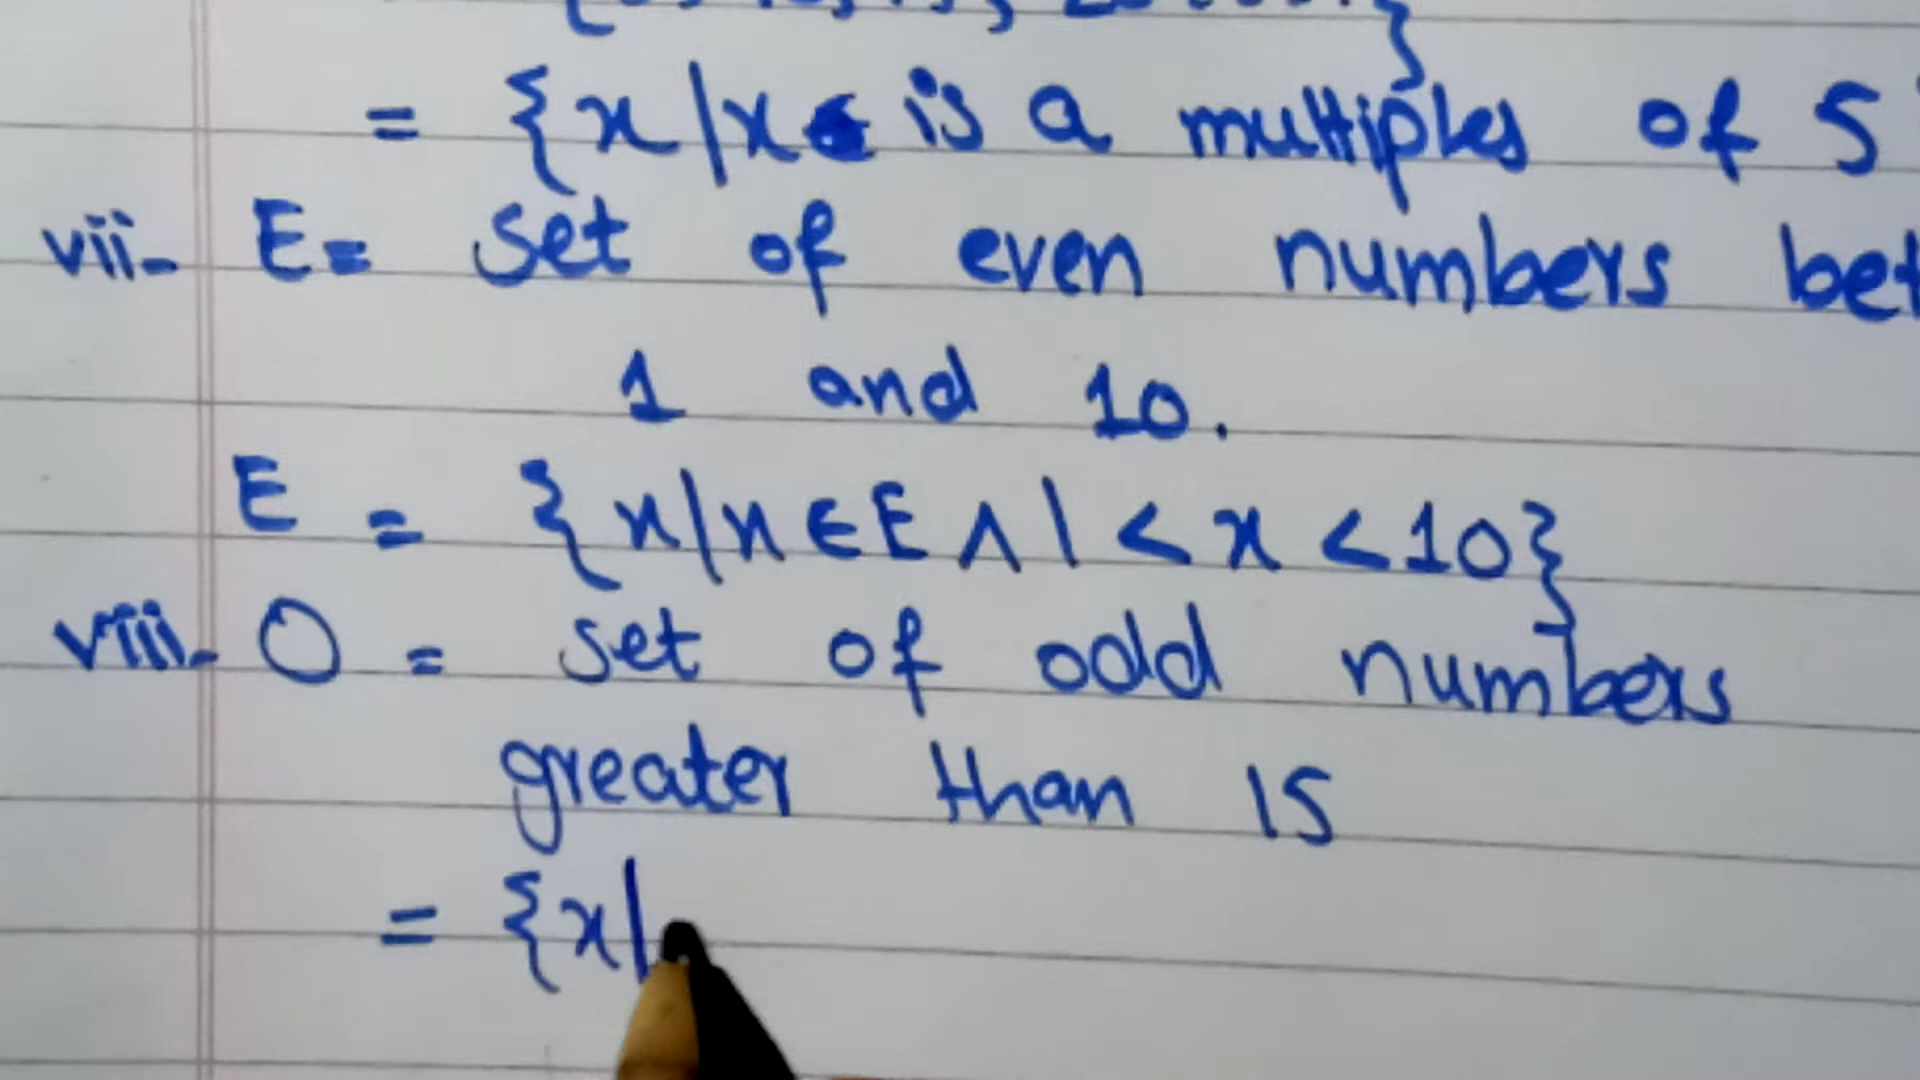 = {x/x is a multiples of 5
vii- E= set of even numbers bet
1 and 10.
E = {x/x ∈ E ∧ 1 < x < 10}
viii- O = set of odd numbers
greater than 15
= {x/